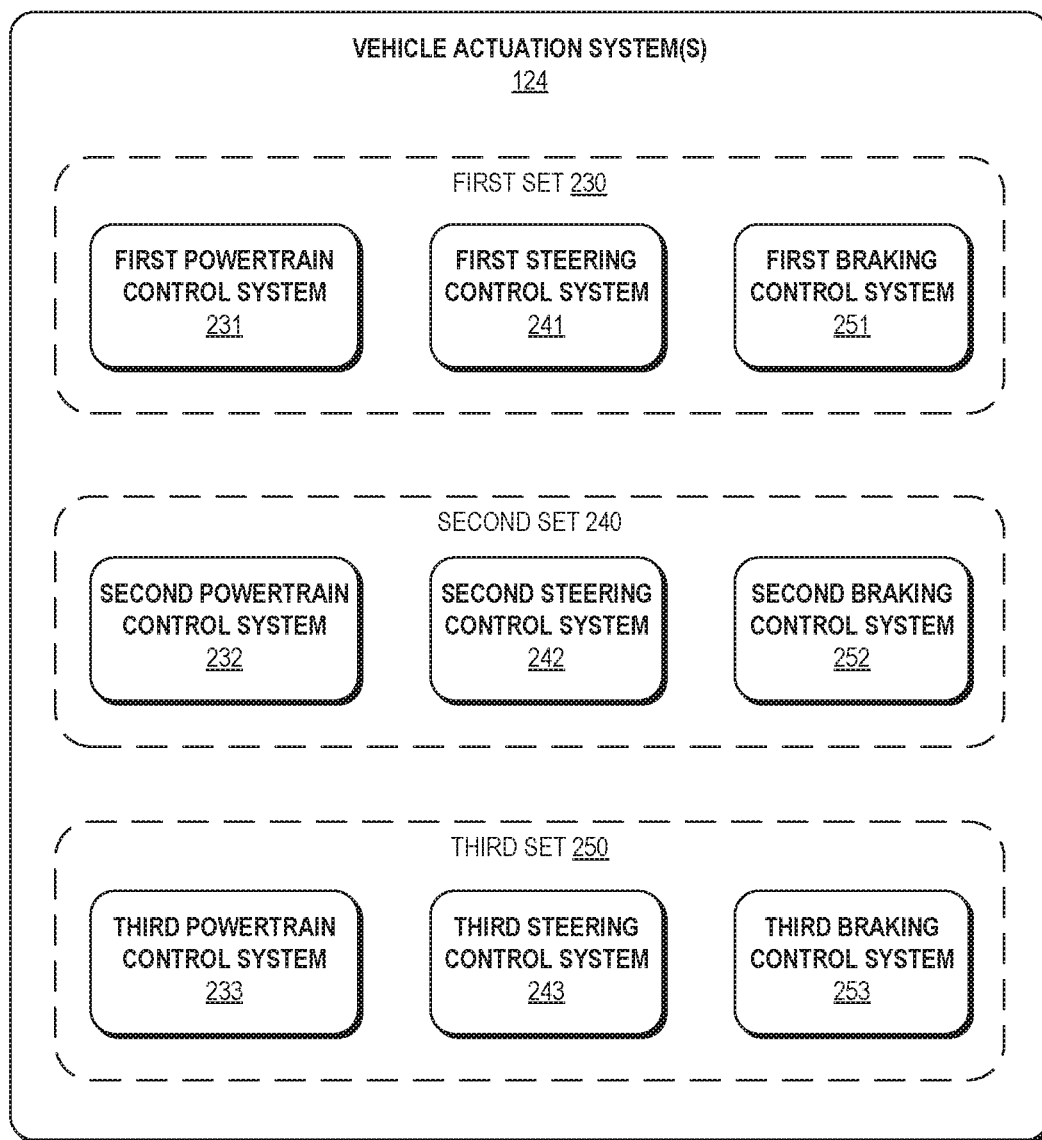 VEHICLE ACTUATION SYSTEM(S)
124
FIRST SET 230
FIRST POWERTRAIN
CONTROL SYSTEM
231
FIRST STEERING
CONTROL SYSTEM
241
FIRST BRAKING
CONTROL SYSTEM
251
SECOND SET 240
SECOND POWERTRAIN
CONTROL SYSTEM
232
SECOND STEERING
CONTROL SYSTEM
242
SECOND BRAKING
CONTROL SYSTEM
252
THIRD SET 250
THIRD POWERTRAIN
CONTROL SYSTEM
233
THIRD STEERING
CONTROL SYSTEM
243
THIRD BRAKING
CONTROL SYSTEM
253